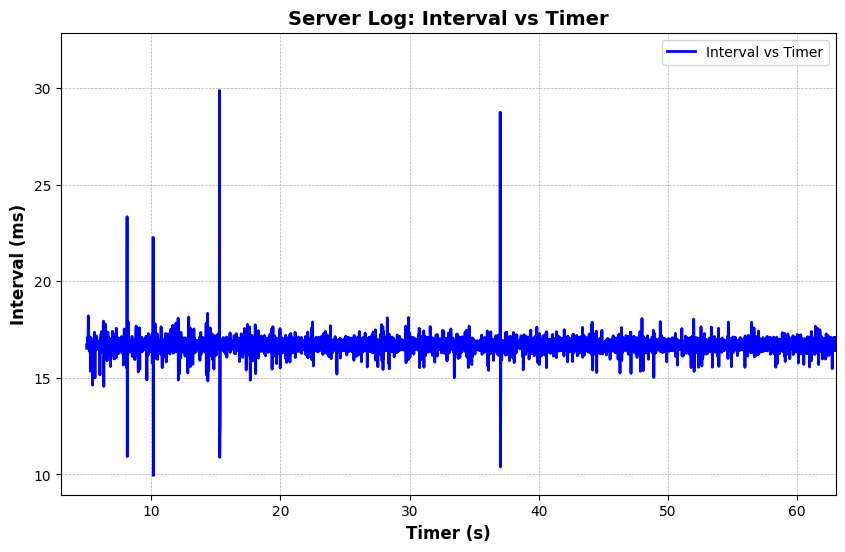 Server Log: Interval vs Timer
Interval vs Timer
30
25
20
15
10
Interval (ms)
10 20 30 40 50 60
Timer (s)